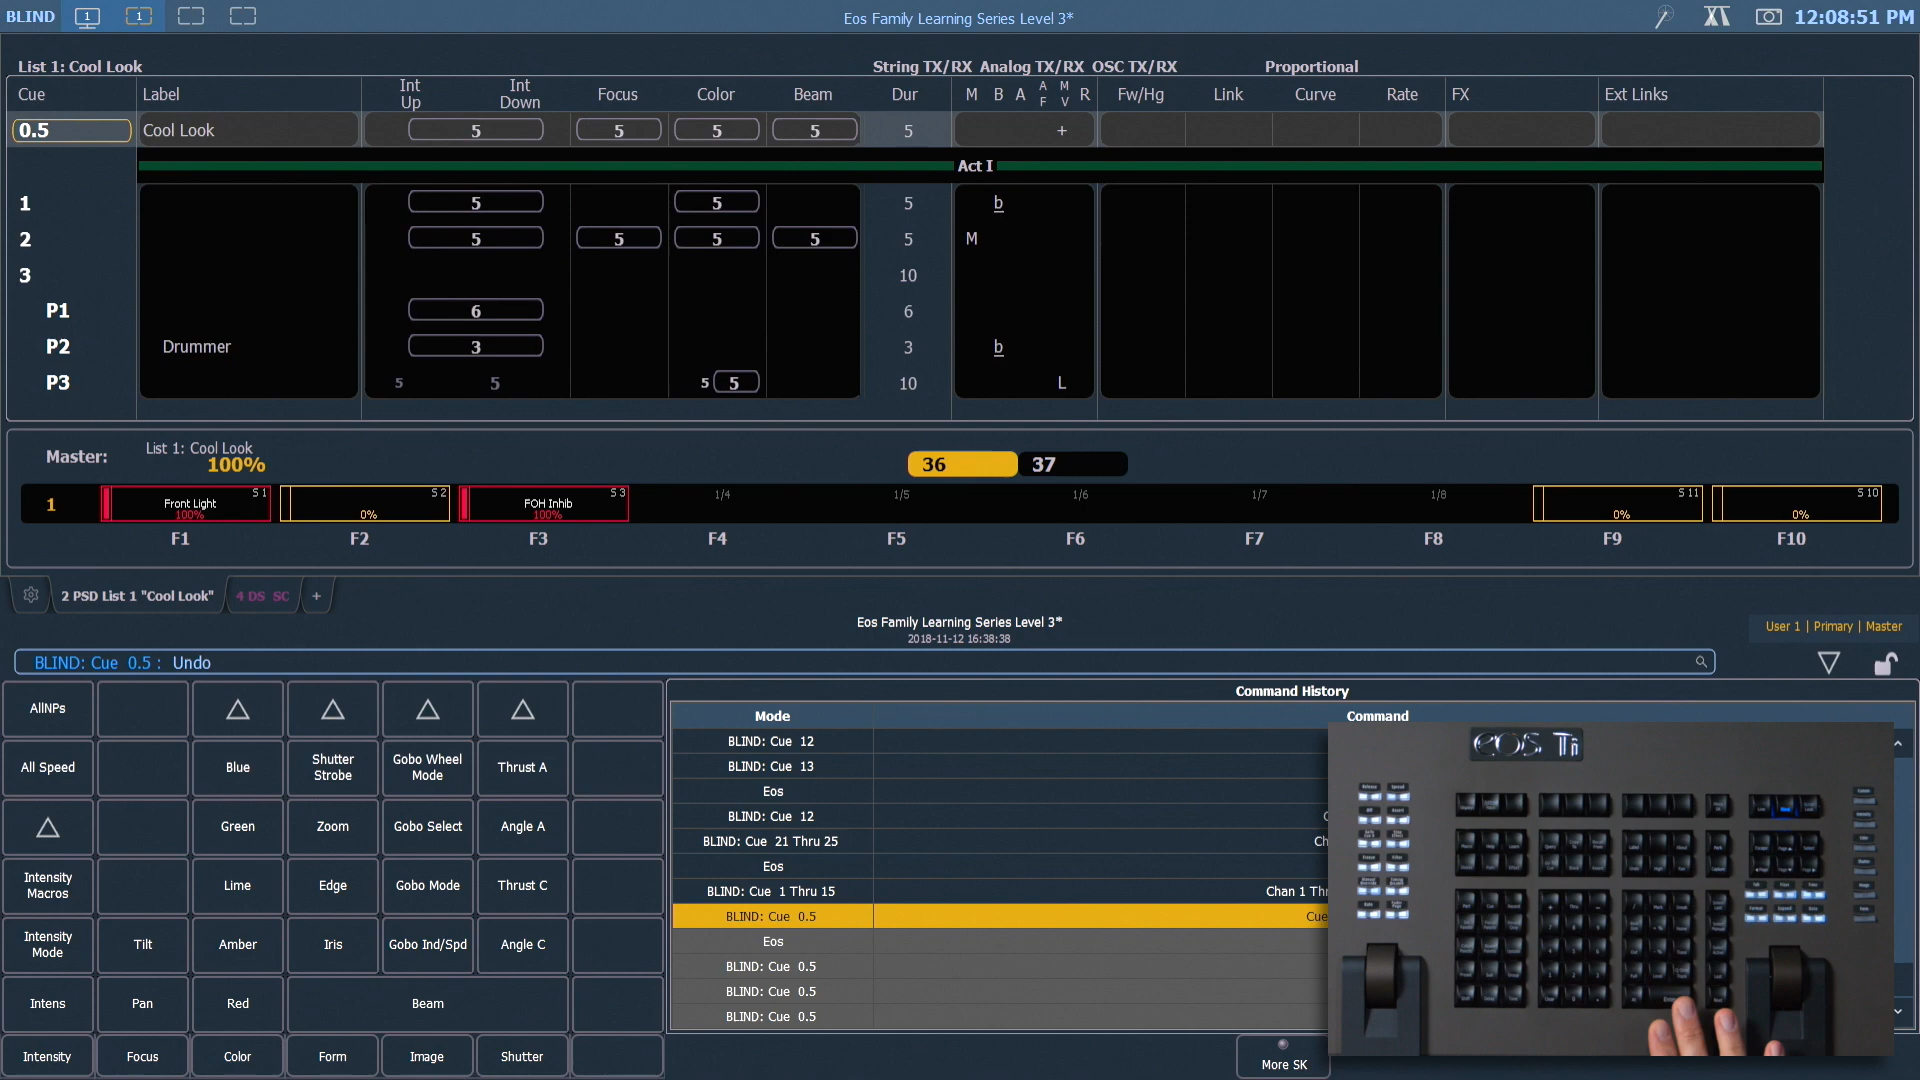 BLIND 1 1 Eos Family Learning Series Level 3* 12:08:51 PM
List 1: Cool Look String TX/RX Analog TX/RX OSC TX/RX Proportional
Cue Label Int Up Int Down Focus Color Beam Dur M B A AF MV R Fw/Hg Link Curve Rate FX Ext Links
0.5 Cool Look 5 5 5 5 5 +
Act I
1 5 5 5 b
2 5 5 5 5 5 M
3 10
P1 6 6
P2 Drummer 3 3 b
P3 5 5 5 5 10 L
Master: List 1: Cool Look
100% 36 37
1 Front Light S 1 100% S 2 0% FOH Inhib S 3 100% 1/4 1/5 1/6 1/7 1/8 S 11 0% S 10 0%
F1 F2 F3 F4 F5 F6 F7 F8 F9 F10
2 PSD List 1 "Cool Look" 4 DS SC +
Eos Family Learning Series Level 3*
2018-11-12 16:38:38
User 1 | Primary | Master
BLIND: Cue 0.5 : Undo
AllNPs
All Speed Blue Shutter Strobe Gobo Wheel Mode Thrust A
Green Zoom Gobo Select Angle A
Intensity Macros Lime Edge Gobo Mode Thrust C
Intensity Mode Tilt Amber Iris Gobo Ind/Spd Angle C
Intens Pan Red Beam
Intensity Focus Color Form Image Shutter
Command History
Mode Command
BLIND: Cue 12
BLIND: Cue 13
Eos
BLIND: Cue 12
BLIND: Cue 21 Thru 25
Eos
BLIND: Cue 1 Thru 15 Chan 1
BLIND: Cue 0.5 Cue
Eos
BLIND: Cue 0.5
BLIND: Cue 0.5
BLIND: Cue 0.5
More SK
eos Ti